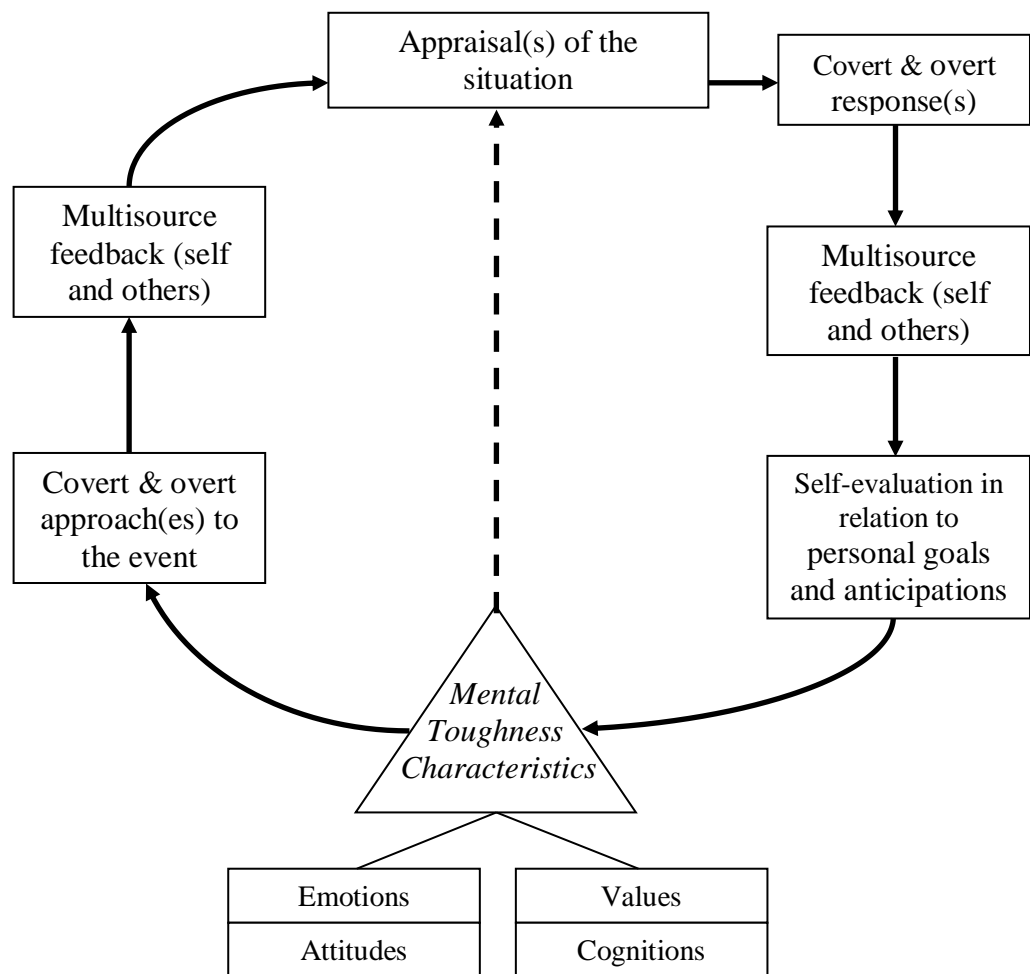 Appraisal(s) of the
situation
Covert & overt
response(s)
Multisource
feedback (self
and others)
Multisource
feedback (self
and others)
Covert & overt
approach(es) to
the event
Self-evaluation in
relation to
personal goals
and anticipations
Mental
Toughness
Characteristics
Emotions
Attitudes
Values
Cognitions